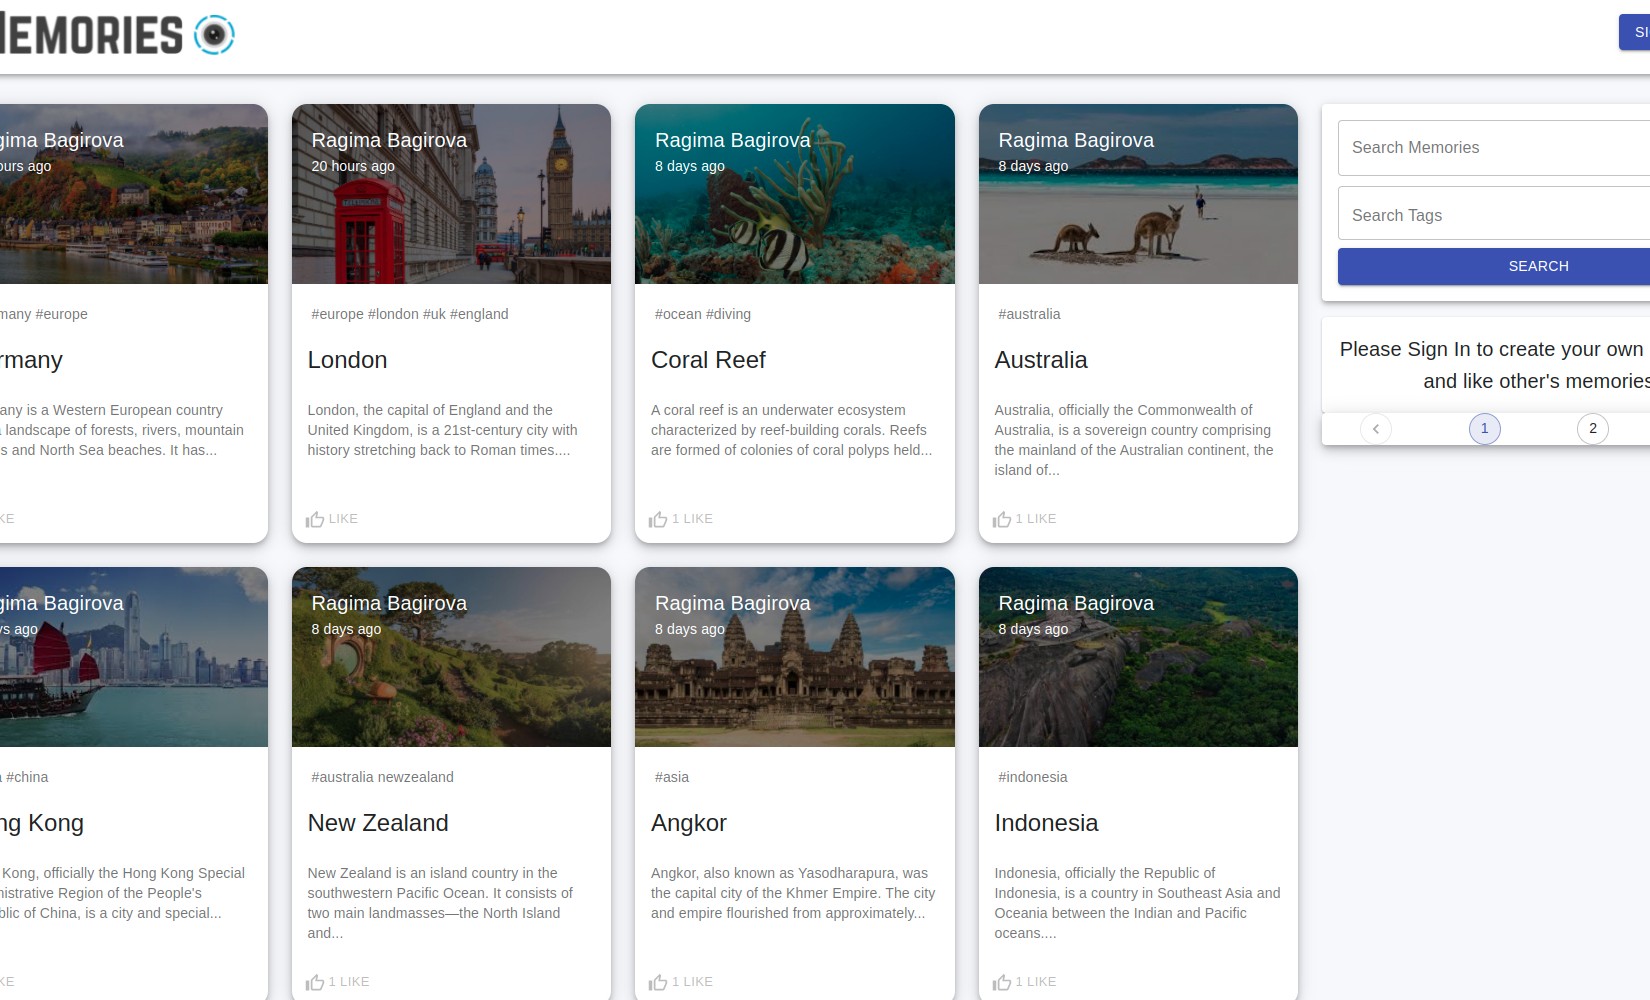 MEMORIES
SI
gima Bagirova
ours ago
many #europe
rmany
any is a Western European country
a landscape of forests, rivers, mountain
s and North Sea beaches. It has...
KE
Ragima Bagirova
20 hours ago
TELEPHONE
#europe #london #uk #england
London
London, the capital of England and the
United Kingdom, is a 21st-century city with
history stretching back to Roman times....
LIKE
Ragima Bagirova
8 days ago
#ocean #diving
Coral Reef
A coral reef is an underwater ecosystem
characterized by reef-building corals. Reefs
are formed of colonies of coral polyps held...
1 LIKE
Ragima Bagirova
8 days ago
#australia
Australia
Australia, officially the Commonwealth of
Australia, is a sovereign country comprising
the mainland of the Australian continent, the
island of...
1 LIKE
Search Memories
Search Tags
SEARCH
Please Sign In to create your own
and like other's memories
1
2
gima Bagirova
ys ago
a #china
ng Kong
Kong, officially the Hong Kong Special
nistrative Region of the People's
blic of China, is a city and special...
KE
Ragima Bagirova
8 days ago
#australia newzealand
New Zealand
New Zealand is an island country in the
southwestern Pacific Ocean. It consists of
two main landmasses—the North Island
and...
1 LIKE
Ragima Bagirova
8 days ago
#asia
Angkor
Angkor, also known as Yasodharapura, was
the capital city of the Khmer Empire. The city
and empire flourished from approximately...
1 LIKE
Ragima Bagirova
8 days ago
#indonesia
Indonesia
Indonesia, officially the Republic of
Indonesia, is a country in Southeast Asia and
Oceania between the Indian and Pacific
oceans....
1 LIKE